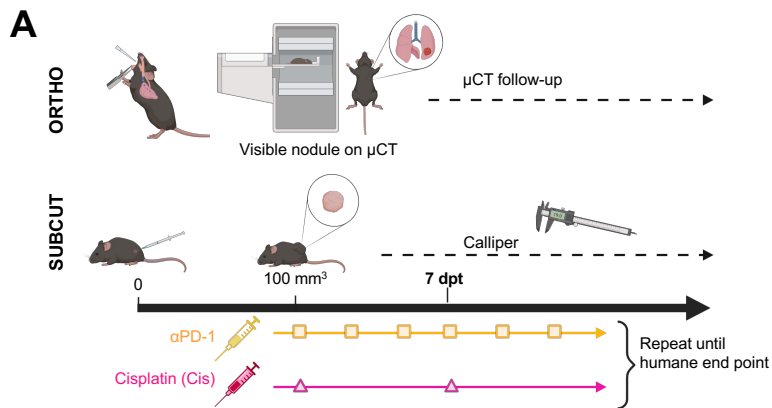 A
ORTHO
µCT follow-up
Visible nodule on µCT
SUBCUT
Calliper
0
100 mm³
7 dpt
αPD-1
Cisplatin (Cis)
Repeat until
humane end point